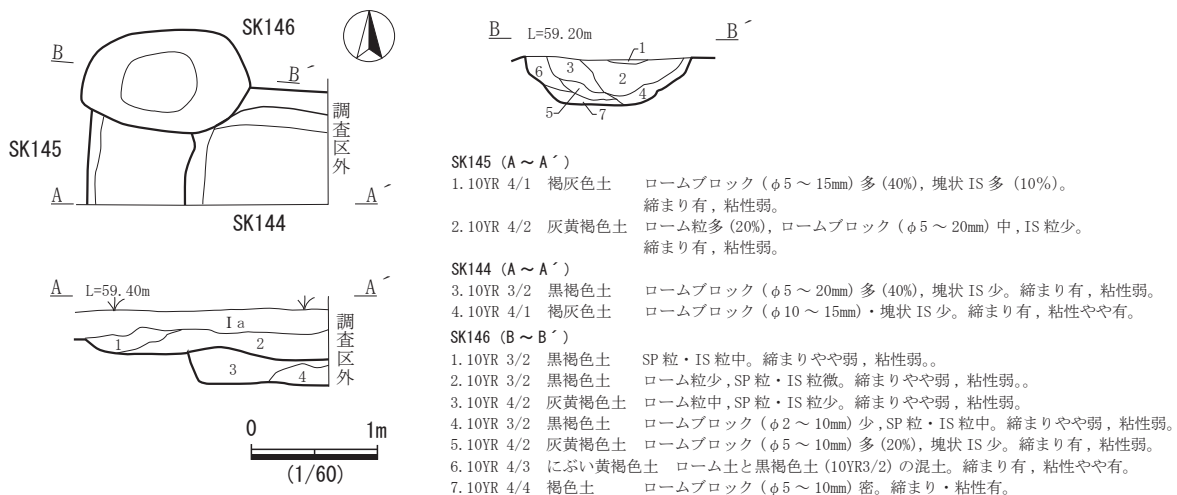 SK146
B
B´
SK145
調査区外
A
A´
SK144
A L=59.40m A´
Ⅰa
1
2
3
4
調査区外
0 1m
(1/60)
B L=59.20m B´
1
6
3
2
4
5
7
SK145 (A ～ A´)
1.10YR 4/1 褐灰色土 ロームブロック (φ5 ～ 15mm) 多 (40%), 塊状 IS 多 (10%)。
締まり有 , 粘性弱。
2.10YR 4/2 灰黄褐色土 ローム粒多 (20%), ロームブロック (φ5 ～ 20mm) 中 , IS 粒少。
締まり有 , 粘性弱。
SK144 (A ～ A´)
3.10YR 3/2 黒褐色土 ロームブロック (φ5 ～ 20mm) 多 (40%), 塊状 IS 少。締まり有 , 粘性弱。
4.10YR 4/1 褐灰色土 ロームブロック (φ10 ～ 15mm)・塊状 IS 少。締まり有 , 粘性やや有。
SK146 (B ～ B´)
1.10YR 3/2 黒褐色土 SP 粒・IS 粒中。締まりやや弱 , 粘性弱。。
2.10YR 3/2 黒褐色土 ローム粒少 , SP 粒・IS 粒微。締まりやや弱 , 粘性弱。。
3.10YR 4/2 灰黄褐色土 ローム粒中 , SP 粒・IS 粒少。締まり有 , 粘性弱。
4.10YR 3/2 黒褐色土 ロームブロック (φ2 ～ 10mm) 少 , SP 粒・IS 粒中。締まりやや弱 , 粘性弱。
5.10YR 4/2 灰黄褐色土 ロームブロック (φ5 ～ 10mm) 多 (20%), 塊状 IS 少。締まり有 , 粘性弱。
6.10YR 4/3 にぶい黄褐色土 ローム土と黒褐色土 (10YR3/2) の混土。締まり有 , 粘性やや有。
7.10YR 4/4 褐色土 ロームブロック (φ5 ～ 10mm) 密。締まり・粘性有。